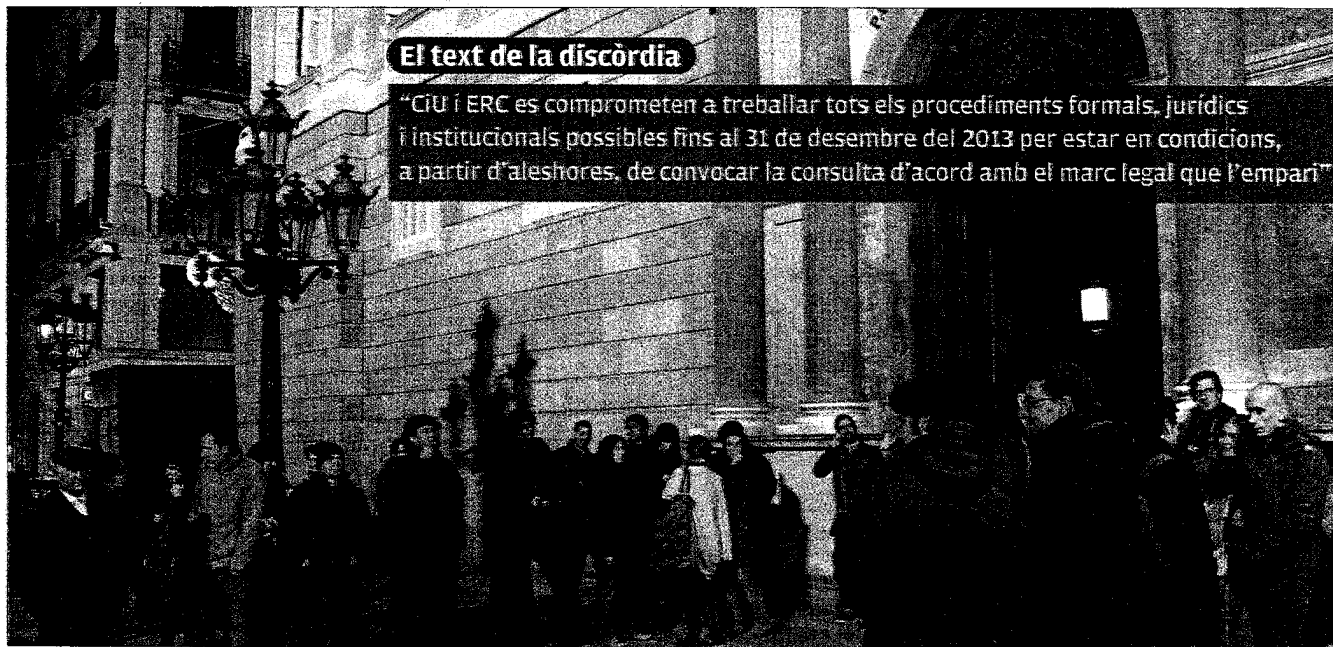 El text de la discòrdia
“CiU i ERC es comprometen a treballar tots els procediments formals, jurídics
i institucionals possibles fins al 31 de desembre del 2013 per estar en condicions,
a partir d'aleshores, de convocar la consulta d'acord amb el marc legal que l'empari”